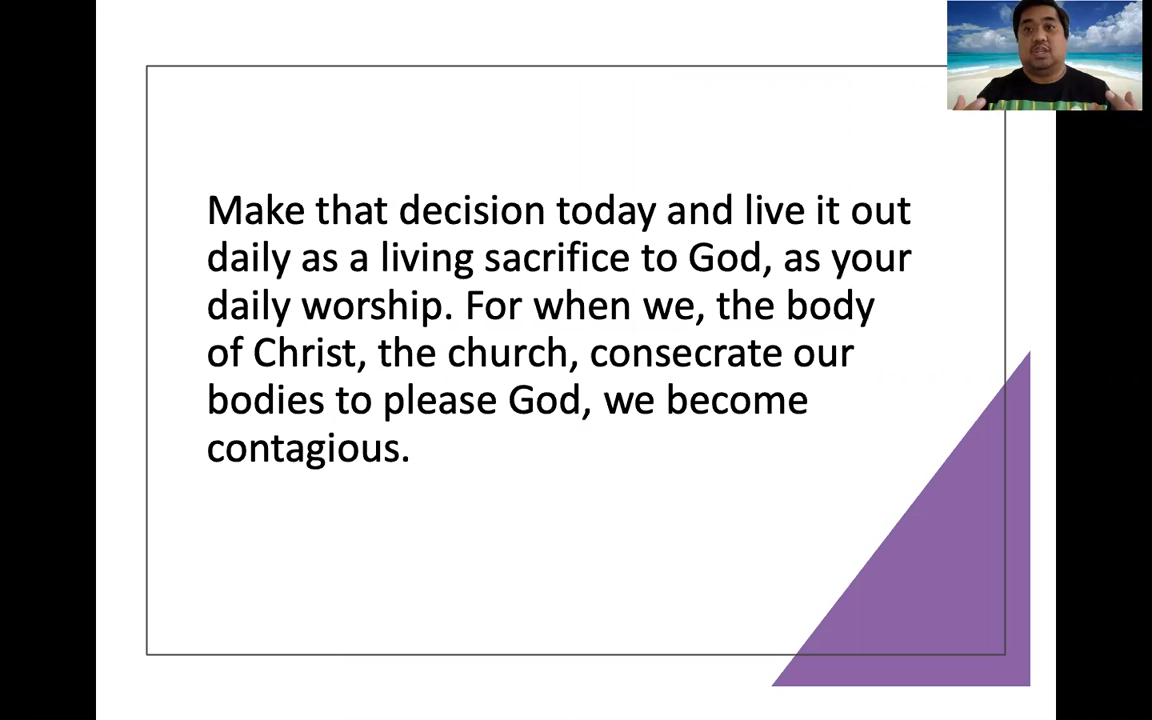 Make that decision today and live it out
daily as a living sacrifice to God, as your
daily worship. For when we, the body
of Christ, the church, consecrate our
bodies to please God, we become
contagious.